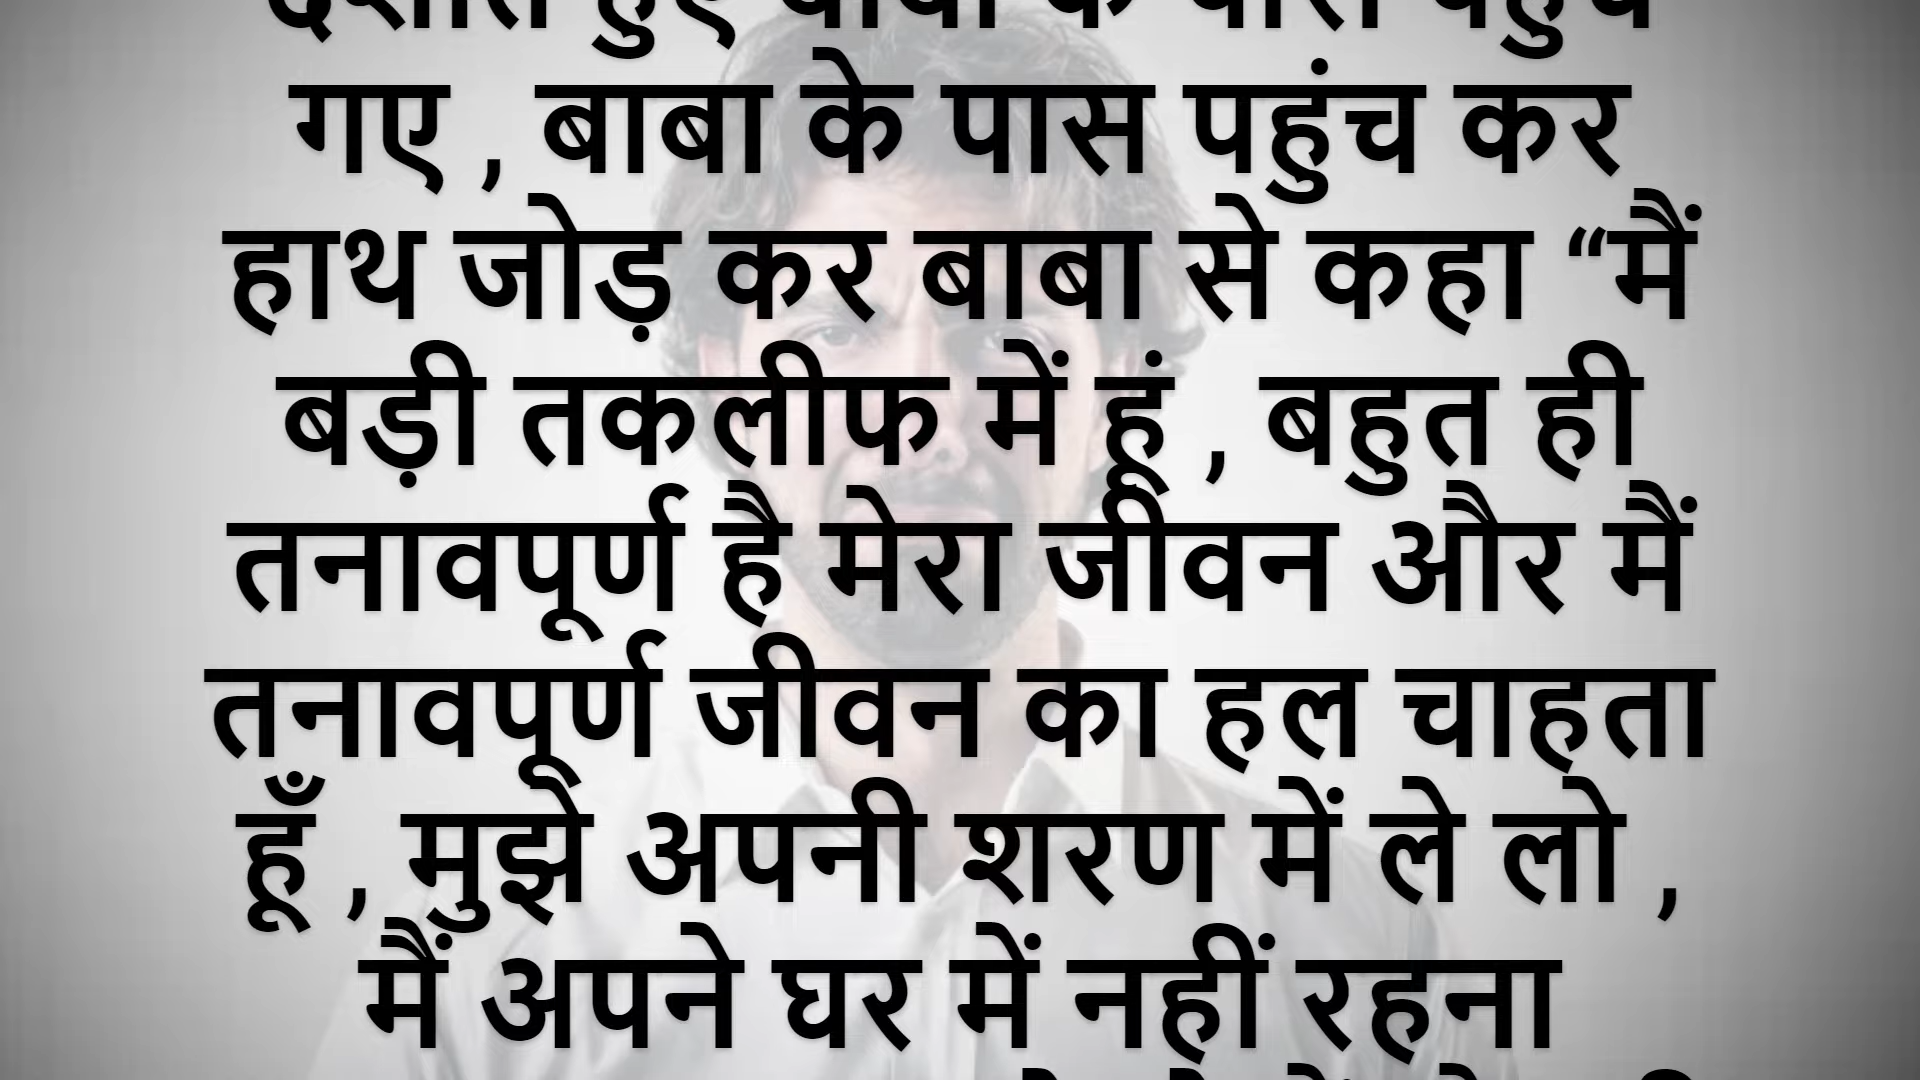 गए , बाबा के पास पहुंच कर
हाथ जोड़ कर बाबा से कहा “मैं
बड़ी तकलीफ में हूं , बहुत ही
तनावपूर्ण है मेरा जीवन और मैं
तनावपूर्ण जीवन का हल चाहता
हूँ , मुझे अपनी शरण में ले लो ,
मैं अपने घर में नहीं रहना